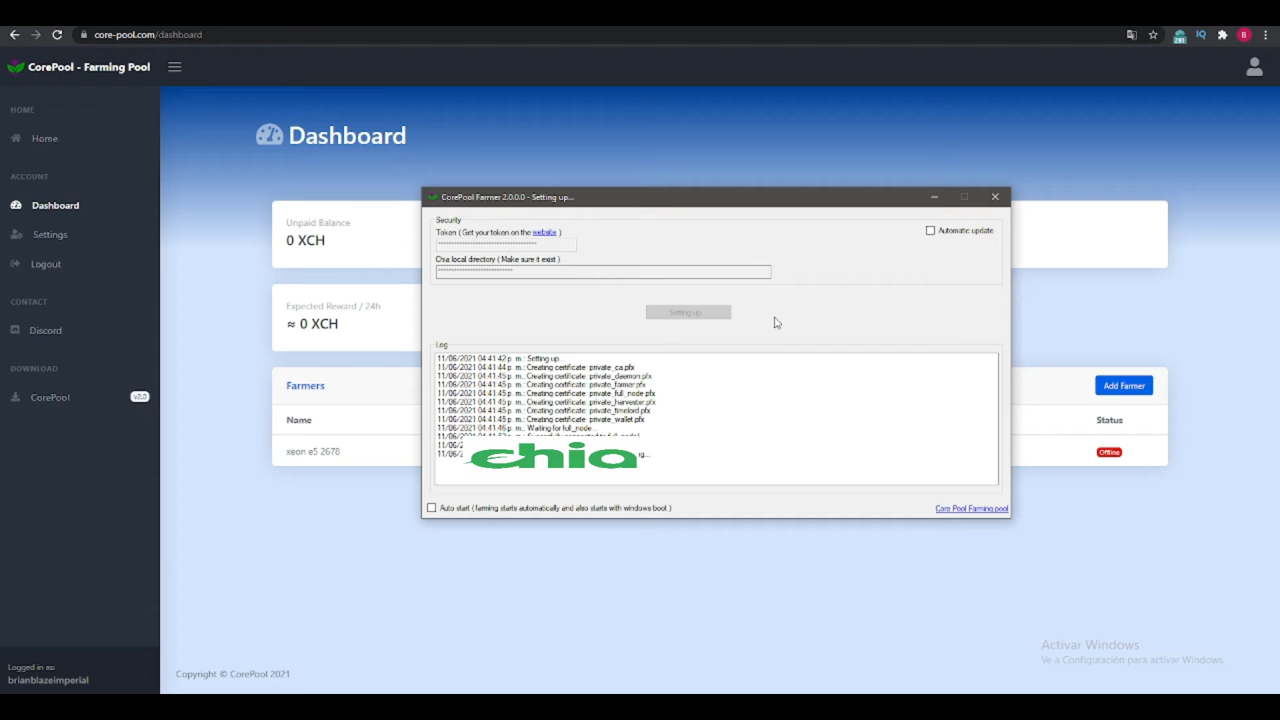 core-pool.com/dashboard
281
IQ
B
CorePool - Farming Pool
HOME
Home
ACCOUNT
Dashboard
Settings
Logout
CONTACT
Discord
DOWNLOAD
CorePool
v2.0
Logged in as:
brianblazeimperial
Dashboard
Unpaid Balance
0 XCH
Expected Reward / 24h
≈ 0 XCH
Farmers
Add Farmer
Name
Status
xeon e5 2678
Offline
Copyright © CorePool 2021
CorePool Farmer 2.0.0.0 - Setting up...
Security
Token ( Get your token on the website )
Automatic update
Chia local directory ( Make sure it exist )
Setting up
Log
11/06/2021 04:41:42 p. m.: Setting up...
11/06/2021 04:41:44 p. m.: Creating certificate: private_ca.pfx
11/06/2021 04:41:45 p. m.: Creating certificate: private_daemon.pfx
11/06/2021 04:41:45 p. m.: Creating certificate: private_farmer.pfx
11/06/2021 04:41:45 p. m.: Creating certificate: private_full_node.pfx
11/06/2021 04:41:45 p. m.: Creating certificate: private_harvester.pfx
11/06/2021 04:41:45 p. m.: Creating certificate: private_timelord.pfx
11/06/2021 04:41:45 p. m.: Creating certificate: private_wallet.pfx
11/06/2021 04:41:46 p. m.: Waiting for full_node...
chia
Auto start ( farming starts automatically and also starts with windows boot )
Core Pool Farming pool
Activar Windows
Ve a Configuración para activar Windows.